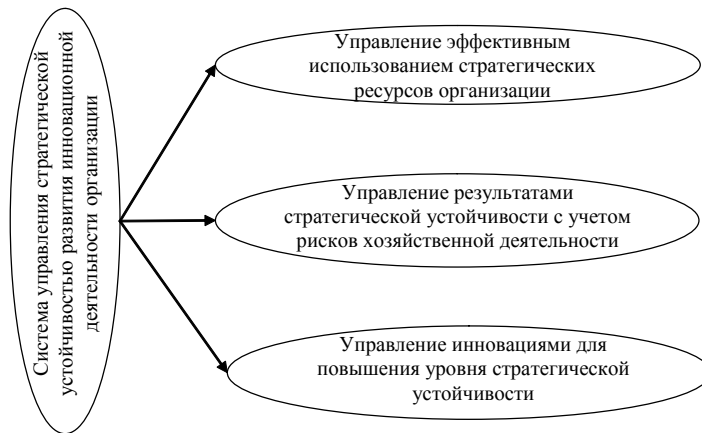 Система управления стратегической
устойчивостью развития инновационной
деятельности организации
Управление эффективным
использованием стратегических
ресурсов организации
Управление результатами
стратегической устойчивости с учетом
рисков хозяйственной деятельности
Управление инновациями для
повышения уровня стратегической
устойчивости